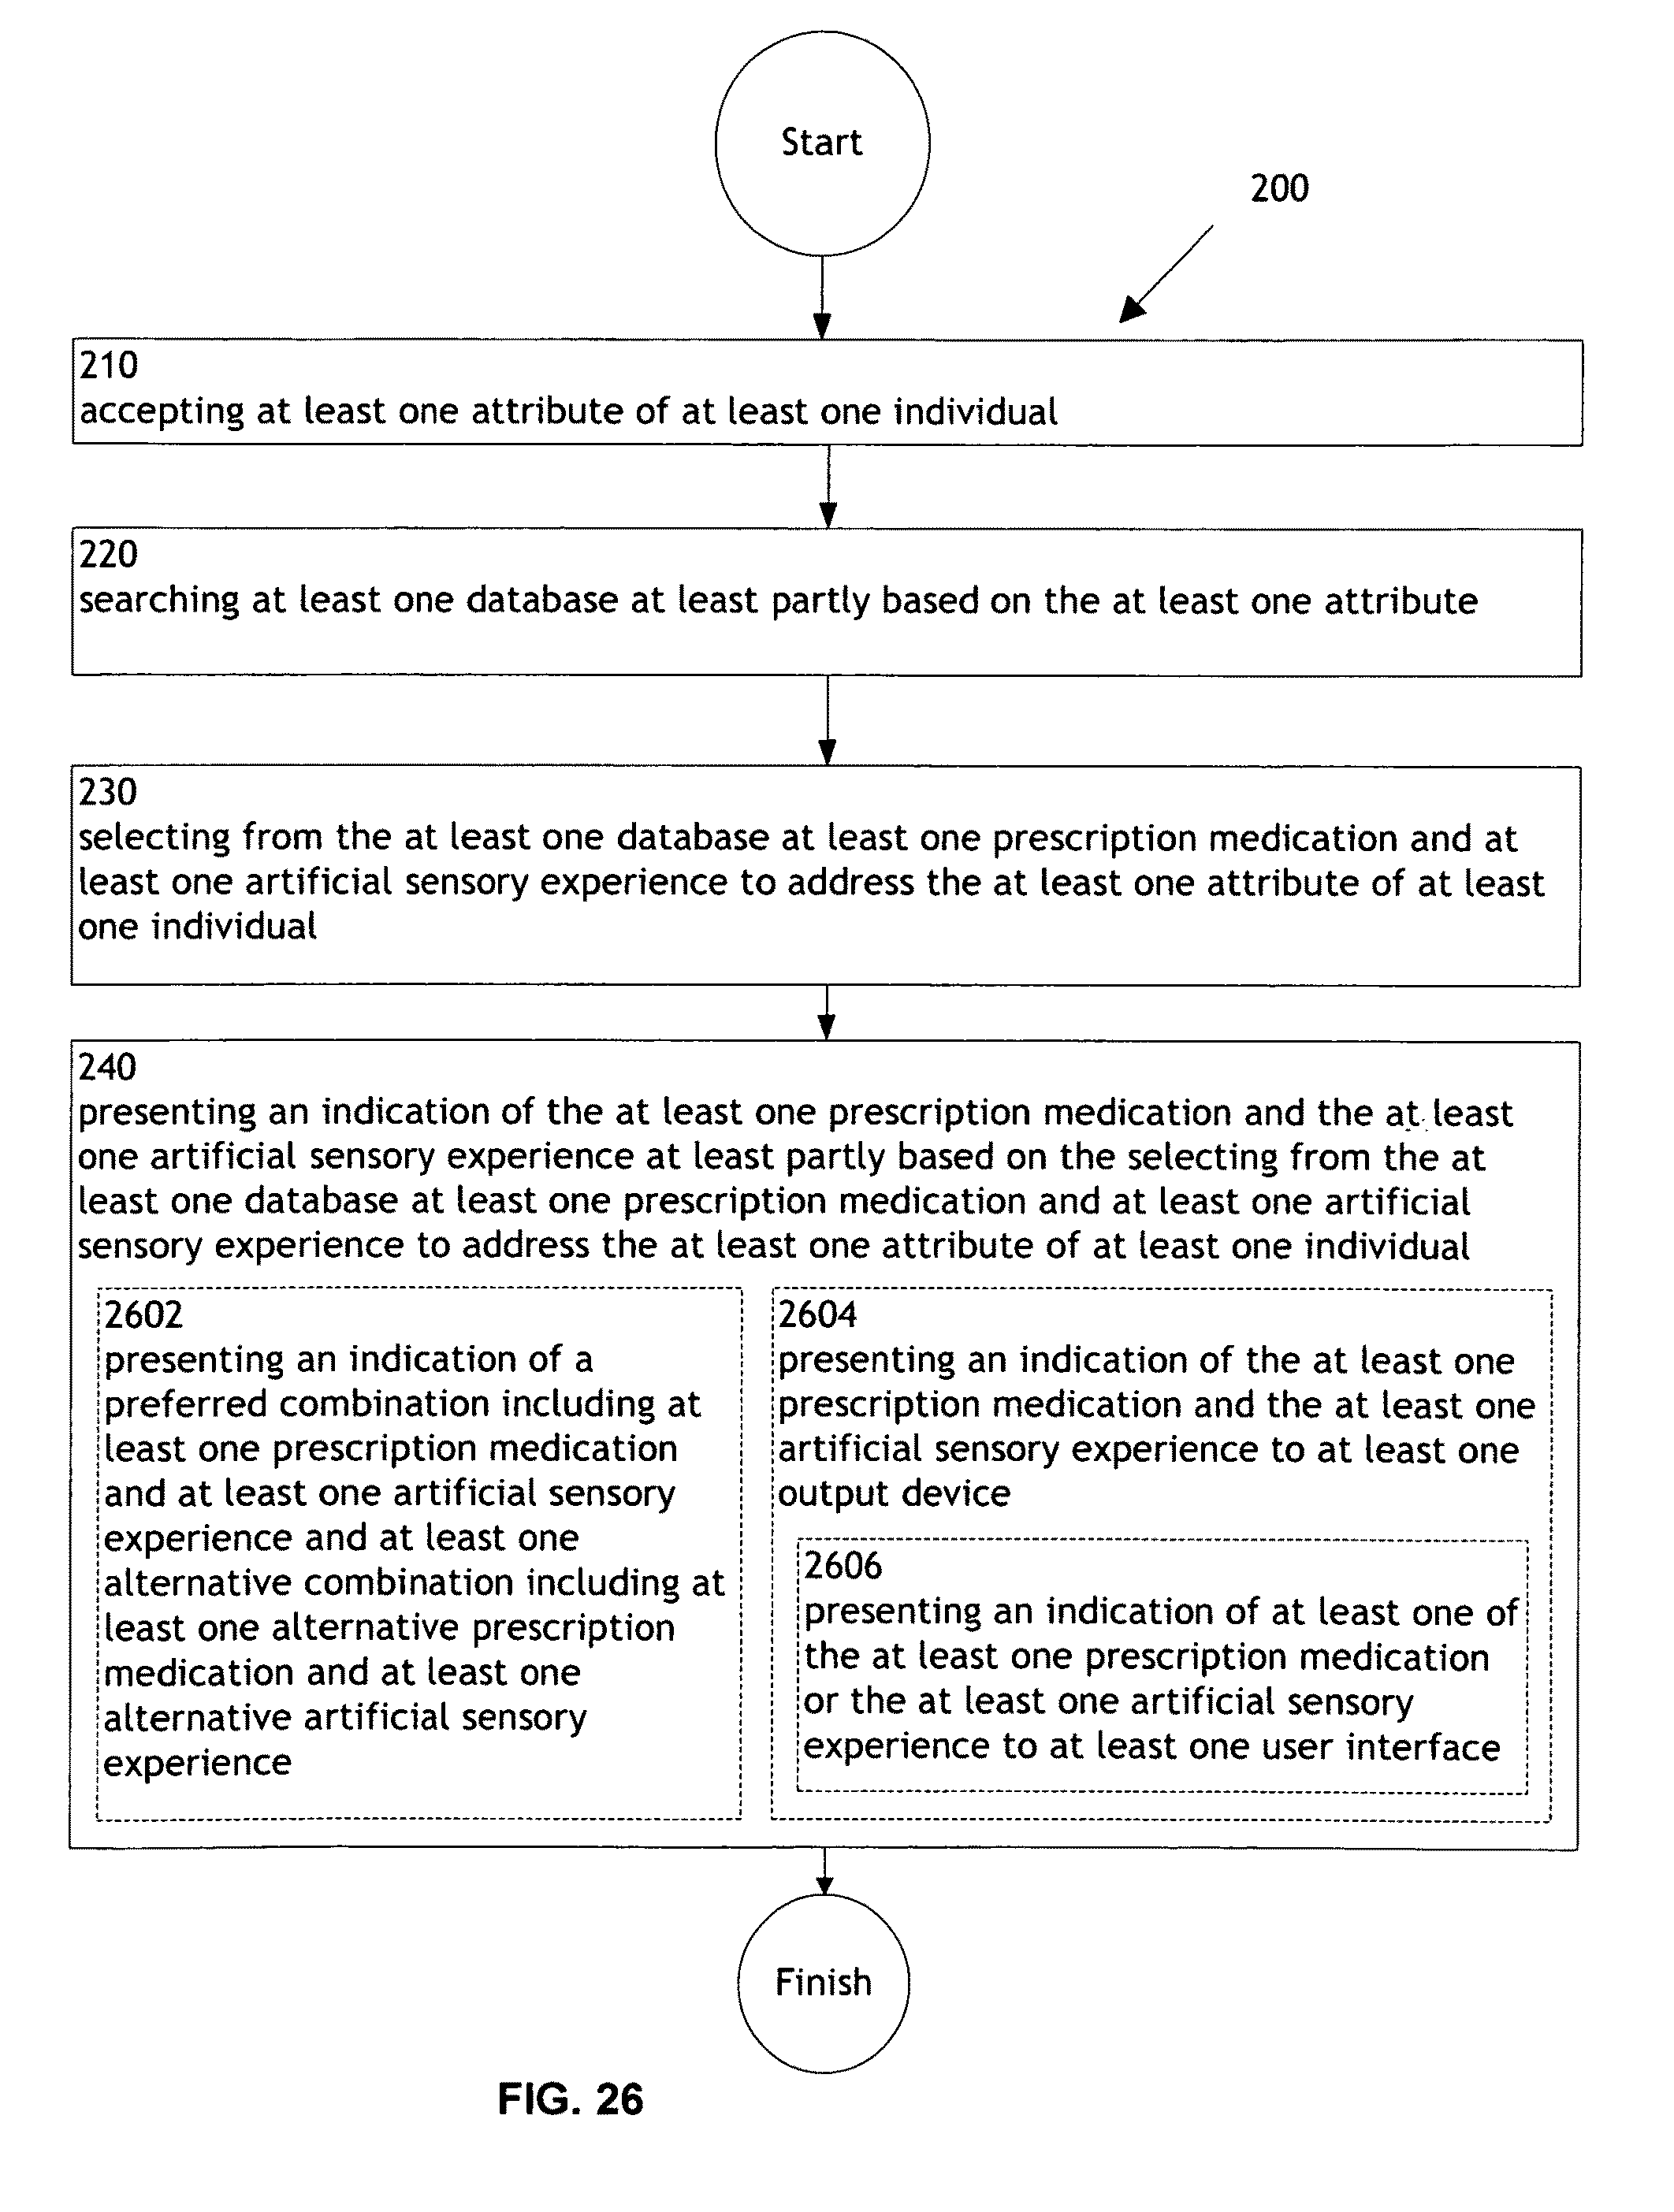 Start
200
210
accepting at least one attribute of at least one individual
220
searching at least one database at least partly based on the at least one attribute
230
selecting from the at least one database at least one prescription medication and at
least one artificial sensory experience to address the at least one attribute of at least
one individual
240
presenting an indication of the at least one prescription medication and the at least
one artificial sensory experience at least partly based on the selecting from the at
least one database at least one prescription medication and at least one artificial
sensory experience to address the at least one attribute of at least one individual
2602
presenting an indication of a
preferred combination including at
least one prescription medication
and at least one artificial sensory
experience and at least one
alternative combination including at
least one alternative prescription
medication and at least one
alternative artificial sensory
experience
2604
presenting an indication of the at least one
prescription medication and the at least one
artificial sensory experience to at least one
output device
2606
presenting an indication of at least one of
the at least one prescription medication
or the at least one artificial sensory
experience to at least one user interface
Finish
FIG. 26